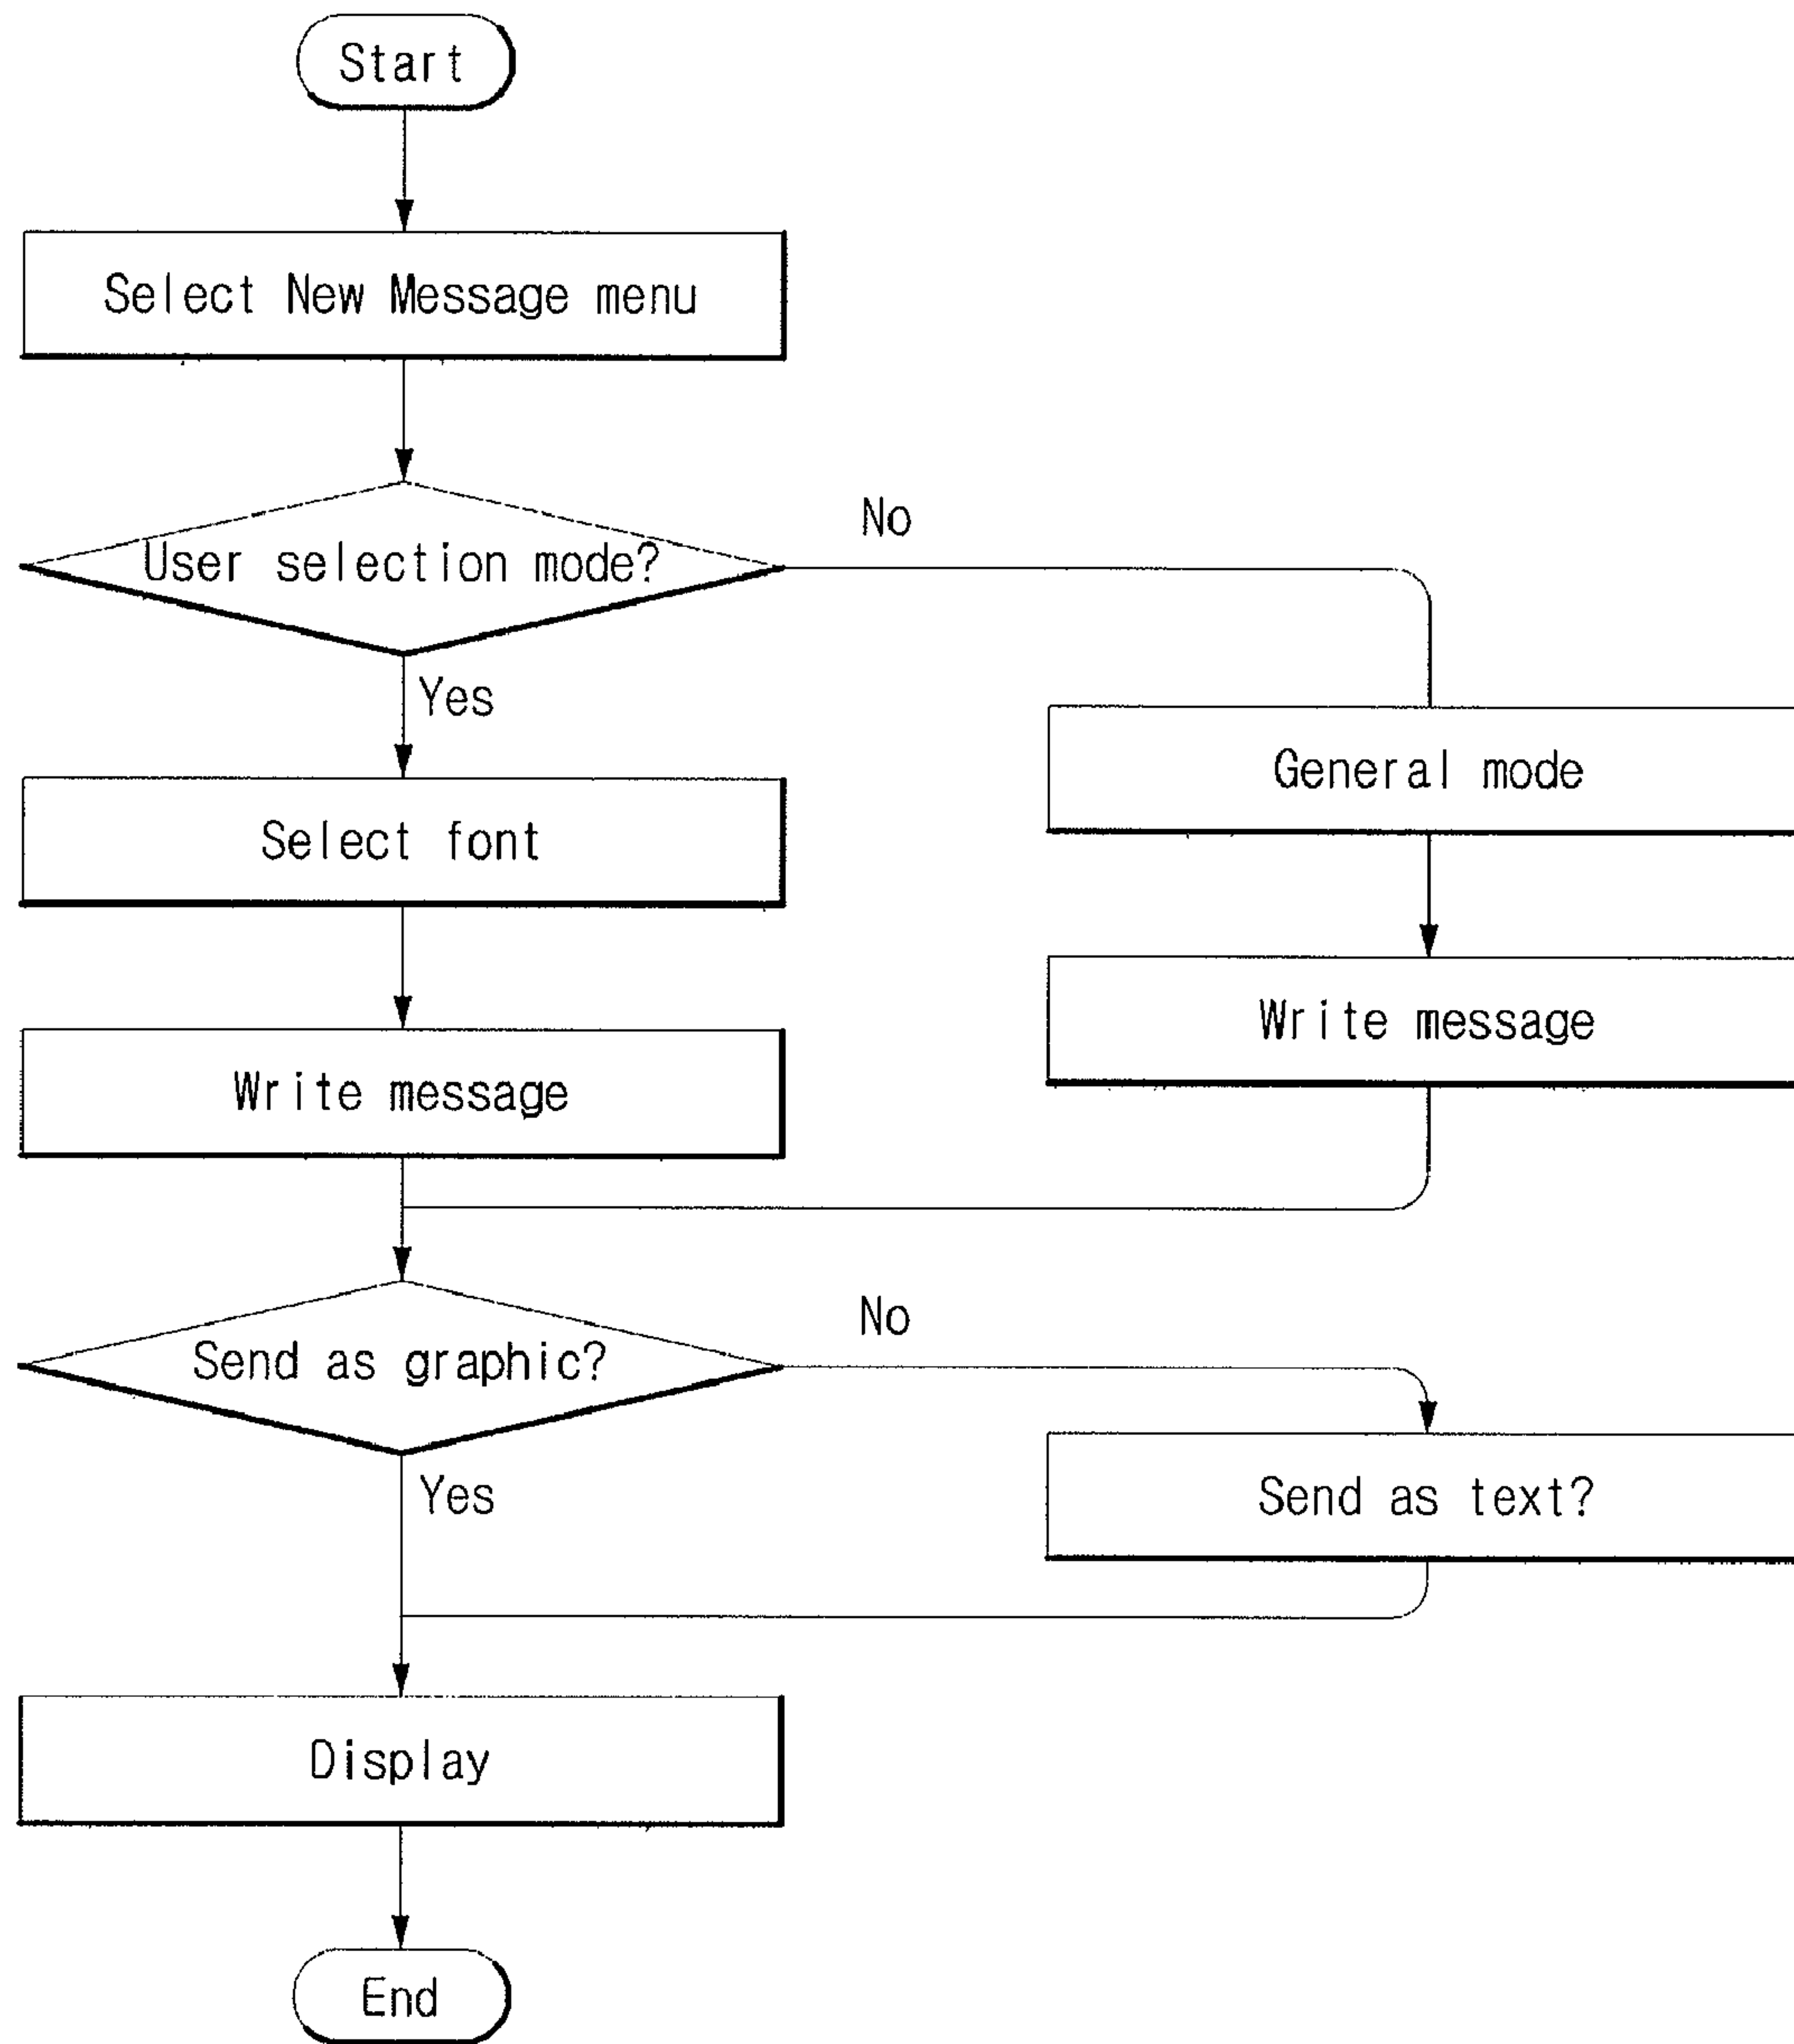 Start
Select New Message menu
No
User selection mode?
Yes
General mode
Select font
Write message
Write message
No
Send as graphic?
Yes
Send as text?
Display
End